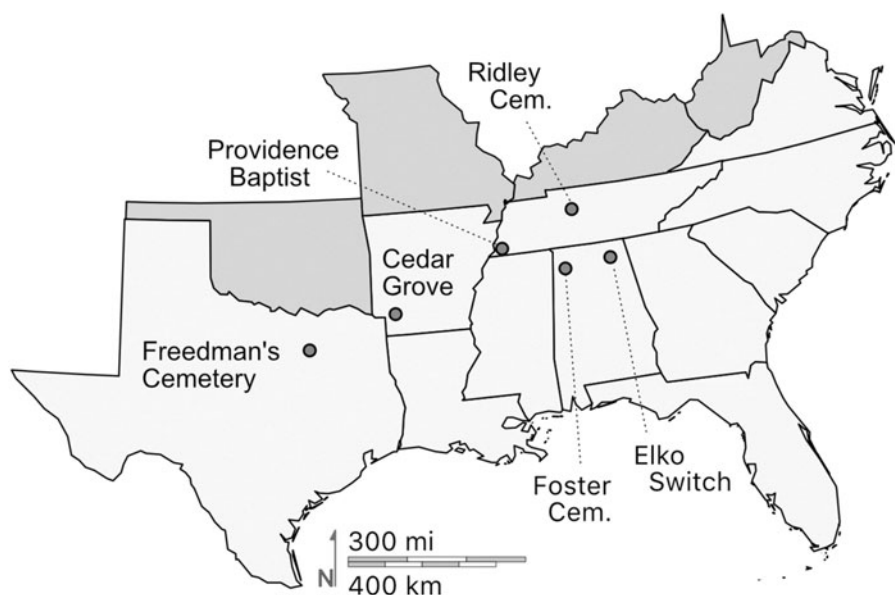 Ridley
Cem.
Providence
Baptist
Cedar
Grove
Freedman's
Cemetery
Elko
Switch
Foster
Cem.
300 mi
N
400 km